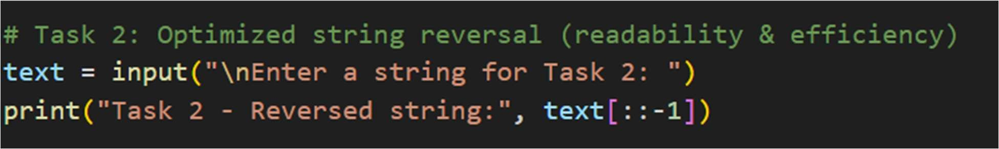 # Task 2: Optimized string reversal (readability & efficiency)
text = input("\nEnter a string for Task 2: ")
print("Task 2 - Reversed string:", text[::-1])